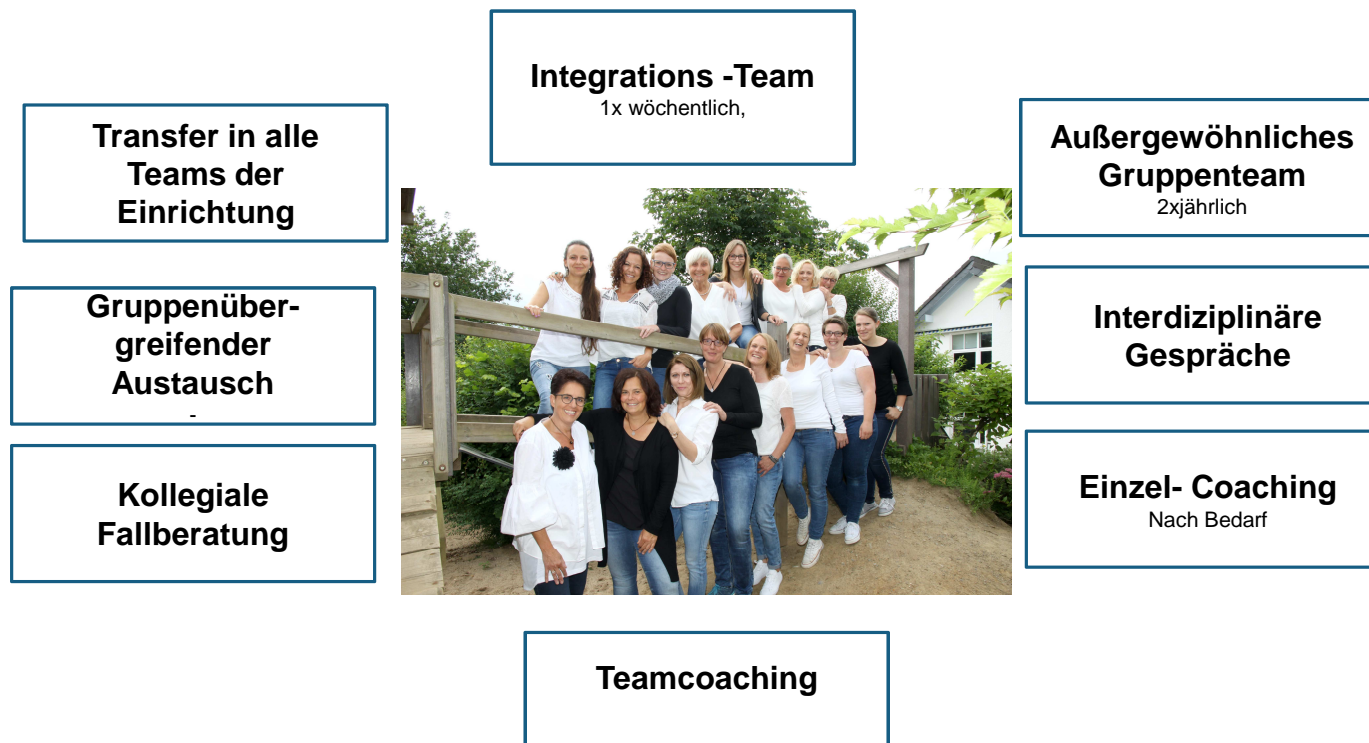 Integrations -Team
1x wöchentlich,
Transfer in alle
Teams der
Einrichtung
Außergewöhnliches
Gruppenteam
2xjährlich
Gruppenüber-
greifender
Austausch
-
Interdiziplinäre
Gespräche
Kollegiale
Fallberatung
Einzel- Coaching
Nach Bedarf
Teamcoaching